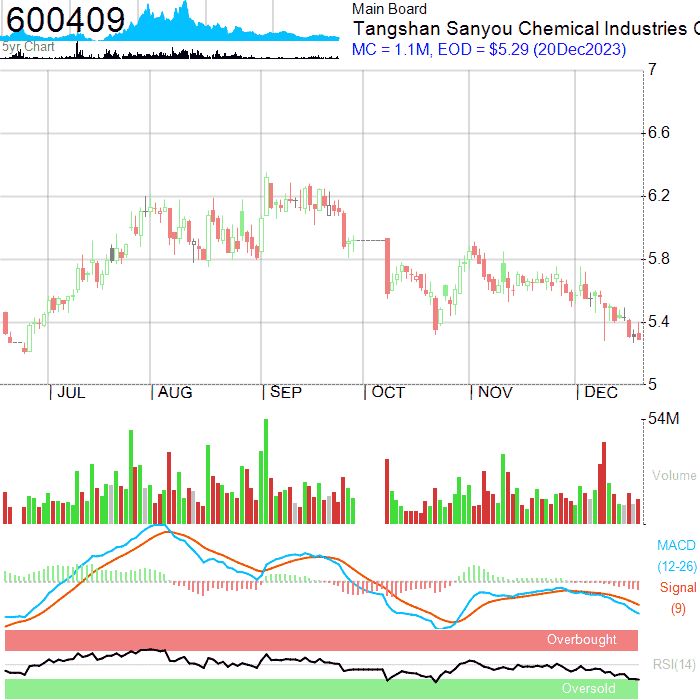 600409
5yr Chart
Main Board
Tangshan Sanyou Chemical Industries C
MC = 1.1M, EOD = $5.29 (20Dec2023)
7
6.6
6.2
5.8
5.4
5
JUL
AUG
SEP
OCT
NOV
DEC
54M
Volume
MACD
(12-26)
Signal
(9)
Overbought
RSI(14)
Oversold